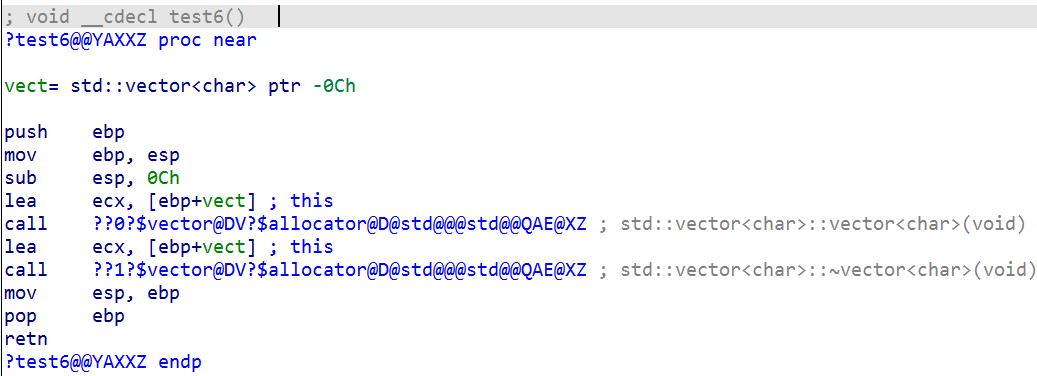 ; void __cdecl test6()
?test6@@YAXXZ proc near
vect= std::vector<char> ptr -0Ch
push ebp
mov ebp, esp
sub esp, 0Ch
lea ecx, [ebp+vect] ; this
call ??0?$vector@DV?$allocator@D@std@@@std@@QAE@XZ ; std::vector<char>::vector<char>(void)
lea ecx, [ebp+vect] ; this
call ??1?$vector@DV?$allocator@D@std@@@std@@QAE@XZ ; std::vector<char>::~vector<char>(void)
mov esp, ebp
pop ebp
retn
?test6@@YAXXZ endp